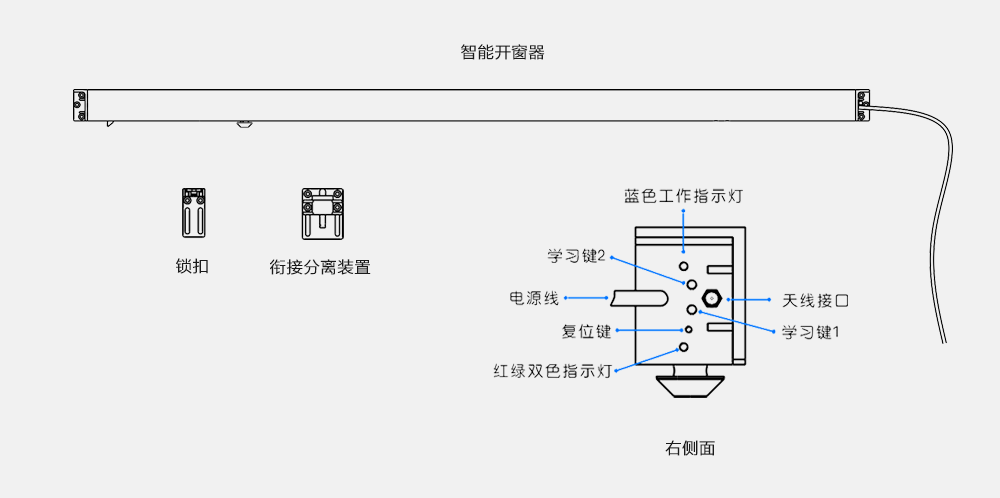 智能开窗器
锁扣
衔接分离装置
蓝色工作指示灯
学习键2
电源线
天线接口
复位键
学习键1
红绿双色指示灯
右侧面